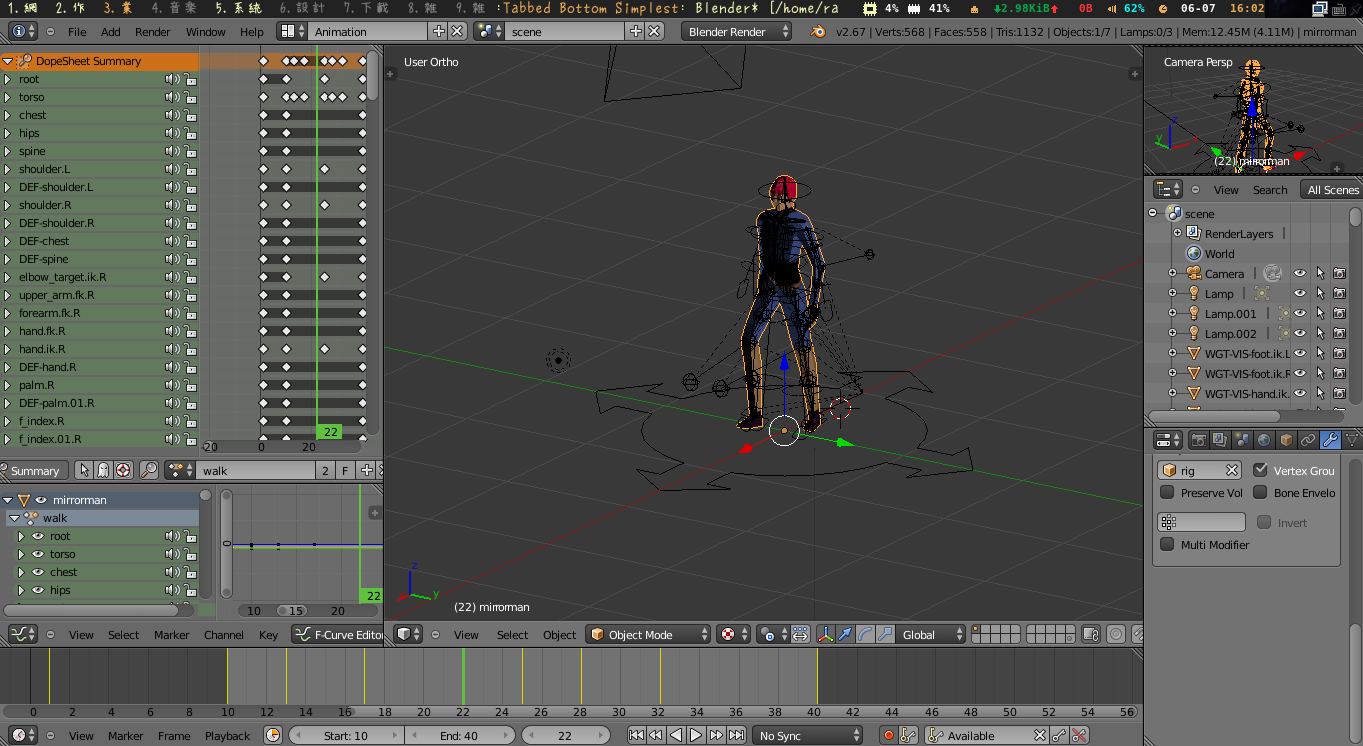 1.網 2.作 3.業 4.音楽 5.系統 6.設計 7.下載 8.雑 9.雑 :Tabbed Bottom Simplest: Blender* [/home/ra 4% 41% 2.98KiB 0B 62% 06-07 16:02
File Add Render Window Help Animation scene Blender Render v2.67 | Verts:568 | Faces:558 | Tris:1132 | Objects:1/7 | Lamps:0/3 | Mem:12.45M (4.11M) | mirrorman
DopeSheet Summary
root
torso
chest
hips
spine
shoulder.L
DEF-shoulder.L
shoulder.R
DEF-shoulder.R
DEF-chest
DEF-spine
elbow_target.ik.R
upper_arm.fk.R
forearm.fk.R
hand.fk.R
hand.ik.R
DEF-hand.R
palm.R
DEF-palm.01.R
f_index.R
f_index.01.R
22
-20 0 20
Summary walk 2 F
mirrorman
walk
root
torso
chest
hips
0
22
10 15 20
View Select Marker Channel Key F-Curve Editor
User Ortho
z
y
(22) mirrorman
View Select Object Object Mode Global
Camera Persp
z
y
(22) mirrorman
View Search All Scenes
scene
RenderLayers
World
Camera
Lamp
Lamp.001
Lamp.002
WGT-VIS-foot.ik.L
WGT-VIS-foot.ik.R
WGT-VIS-hand.ik.
rig Vertex Grou
Preserve Vol Bone Envelo
Invert
Multi Modifier
0 2 4 6 8 10 12 14 16 18 20 22 24 26 28 30 32 34 36 38 40 42 44 46 48 50 52 54 56
View Marker Frame Playback Start: 10 End: 40 22 No Sync Available